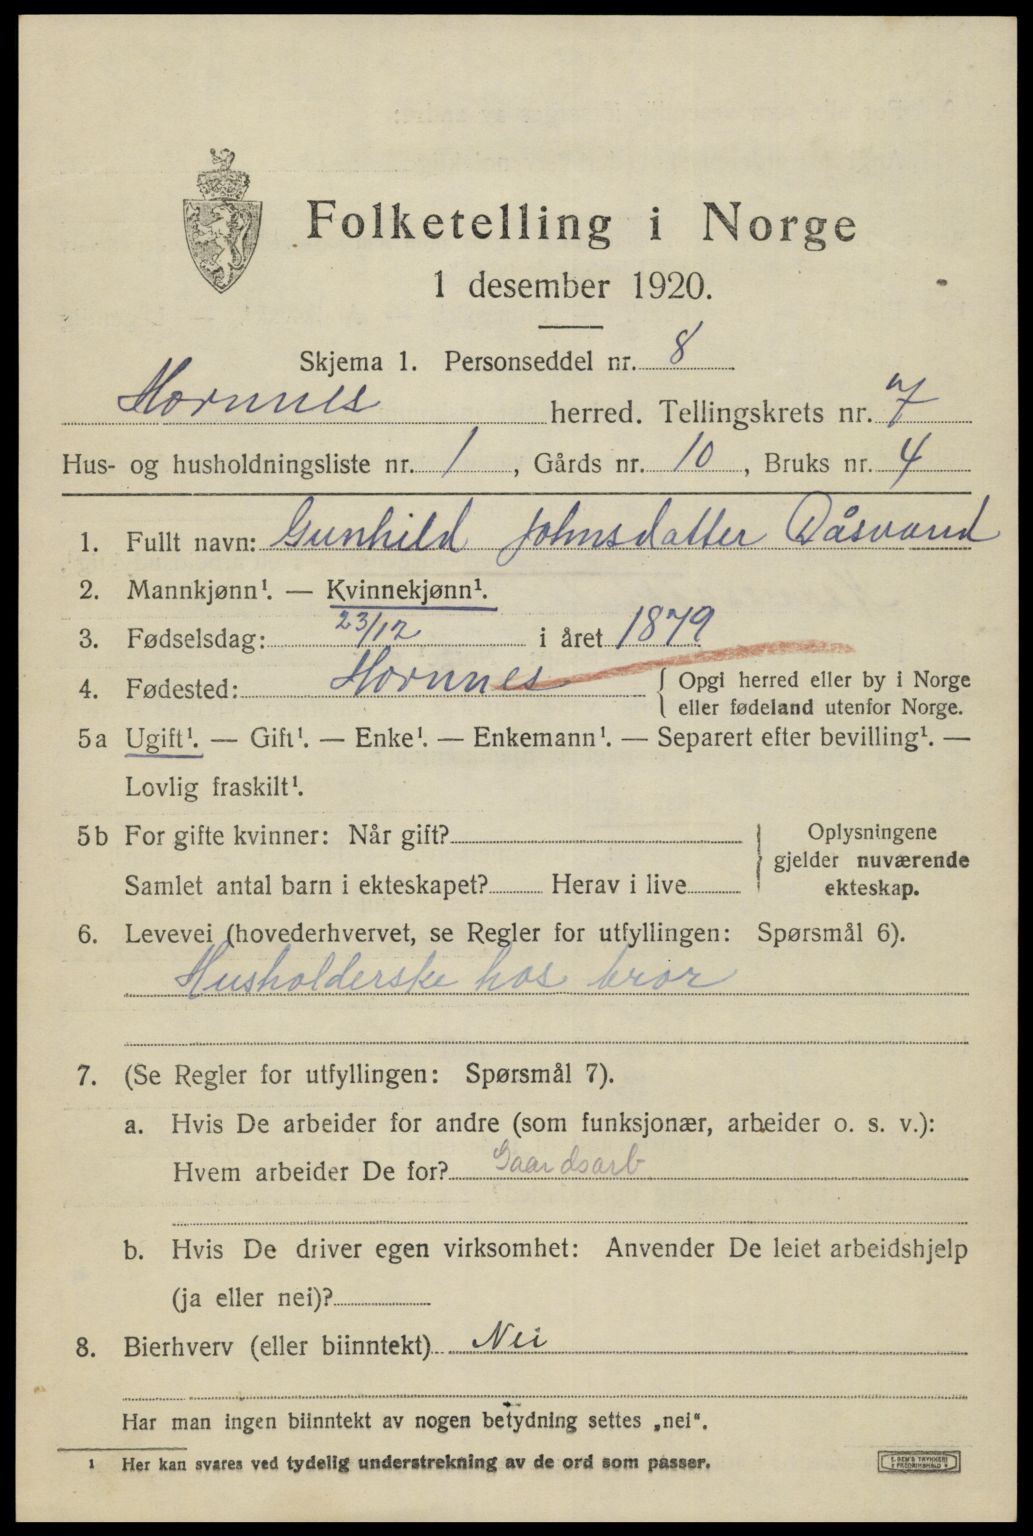 Folketelling i Norge
1 desember 1920.
Skjema 1. Personseddel nr. 8
Hornnes herred. Tellingskrets nr. 7
Hus- og husholdningsliste nr. 1, Gårds nr. 10, Bruks nr. 4
1. Fullt navn: Gunhild Johnsdatter Dåsvand
2. Mannkjønn¹. — Kvinnekjønn¹.
3. Fødselsdag: 23/12 i året 1879
4. Fødested: Hornnes { Opgi herred eller by i Norge
eller fødeland utenfor Norge.
5a Ugift¹. — Gift¹. — Enke¹. — Enkemann¹. — Separert efter bevilling¹. —
Lovlig fraskilt¹.
5b For gifte kvinner: Når gift? } Oplysningene
gjelder nuværende
Samlet antal barn i ekteskapet? Herav i live ekteskap.
6. Levevei (hovederhvervet, se Regler for utfyllingen: Spørsmål 6).
Husholderske hos bror
7. (Se Regler for utfyllingen: Spørsmål 7).
a. Hvis De arbeider for andre (som funksjonær, arbeider o. s. v.):
Hvem arbeider De for? Gaardsarb
b. Hvis De driver egen virksomhet: Anvender De leiet arbeidshjelp
(ja eller nei)?
8. Bierhverv (eller biinntekt) Nei
Har man ingen biinntekt av nogen betydning settes „nei“.
¹ Her kan svares ved tydelig understrekning av de ord som passer.